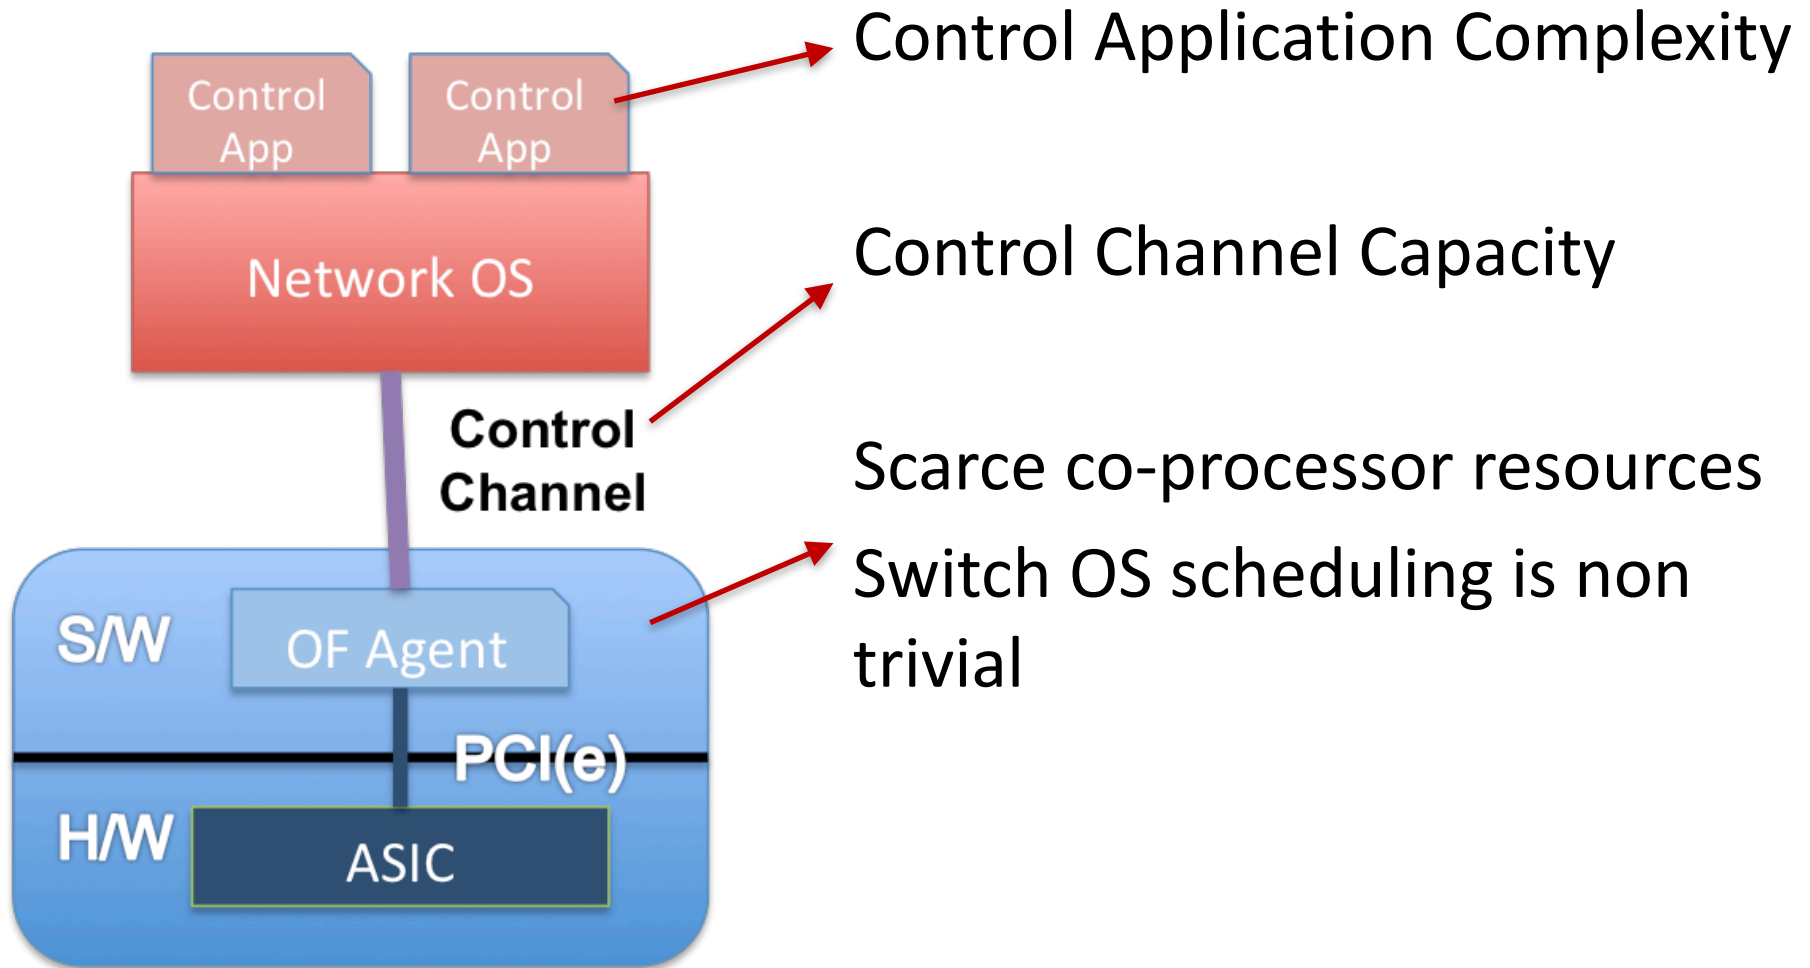 Control Application Complexity
Control
App
Control
App
Network OS
Control Channel Capacity
Control
Channel
Scarce co-processor resources
Switch OS scheduling is non
trivial
S/W
OF Agent
PCI(e)
H/W
ASIC